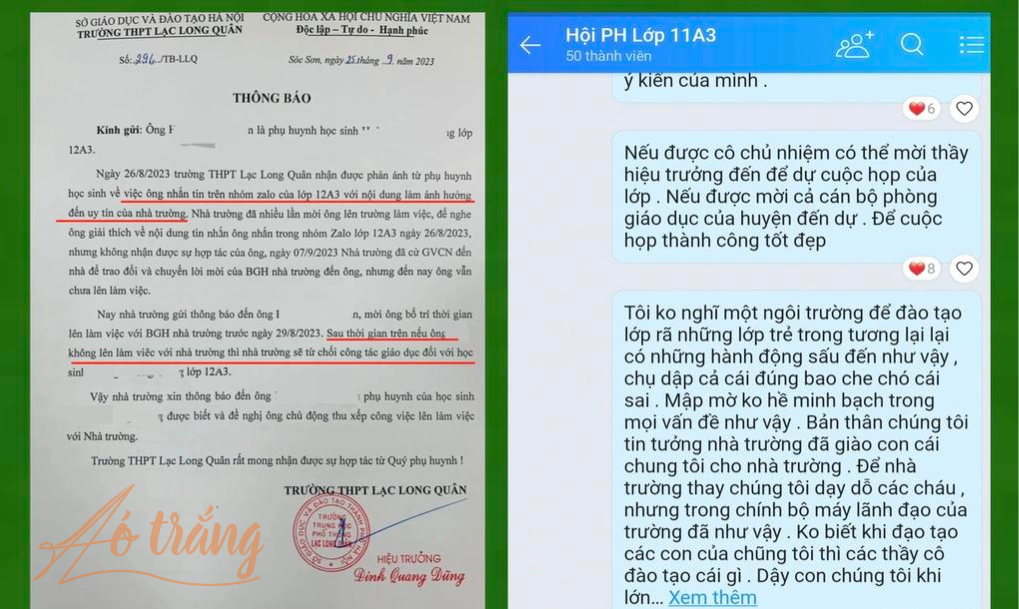 SỞ GIÁO DỤC VÀ ĐÀO TẠO HÀ NỘI
TRƯỜNG THPT LẠC LONG QUÂN
CỘNG HÒA XÃ HỘI CHỦ NGHĨA VIỆT NAM
Độc lập – Tự do - Hạnh phúc
Số: 296/TB-LLQ
Sóc Sơn, ngày 25 tháng 9 năm 2023
THÔNG BÁO
Kính gửi: Ông n là phụ huynh học sinh lớp
12A3.
Ngày 26/8/2023 trường THPT Lạc Long Quân nhận được phản ánh từ phụ huynh
học sinh về việc ông nhắn tin trên nhóm zalo của lớp 12A3 với nội dung làm ảnh hưởng
đến uy tín của nhà trường. Nhà trường đã nhiều lần mời ông lên trường làm việc, để nghe
ông giải thích về nội dung tin nhắn ông nhắn trong nhóm Zalo lớp 12A3 ngày 26/8/2023,
nhưng không nhận được sự hợp tác của ông, ngày 07/9/2023 Nhà trường đã cử GVCN đến
nhà để trao đổi và chuyển lời mời của BGH nhà trường đến ông, nhưng đến nay ông vẫn
chưa lên làm việc.
Nay nhà trường gửi thông báo đến ông n, mời ông bố trí thời gian
lên làm việc với BGH nhà trường trước ngày 29/8/2023. Sau thời gian trên nếu ông
không lên làm việc với nhà trường thì nhà trường sẽ từ chối công tác giáo dục đối với học
sinh lớp 12A3.
Vậy nhà trường xin thông báo đến ông phụ huynh của học sinh
được biết và đề nghị ông chủ động thu xếp công việc lên làm việc
với Nhà trường.
Trường THPT Lạc Long Quân rất mong nhận được sự hợp tác từ Quý phụ huynh !
TRƯỜNG THPT LẠC LONG QUÂN
SỞ GIÁO DỤC VÀ ĐÀO TẠO THÀNH PHỐ HÀ NỘI
TRƯỜNG
TRUNG HỌC
PHỔ THÔNG
LẠC LONG QUÂN
HIỆU TRƯỞNG
Đinh Quang Dũng
Áo trắng
Hội PH Lớp 11A3
50 thành viên
ý kiến của mình .
6
Nếu được cô chủ nhiệm có thể mời thầy
hiệu trưởng đến để dự cuộc họp của
lớp . Nếu được mời cả cán bộ phòng
giáo dục của huyện đến dự . Để cuộc
họp thành công tốt đẹp
8
Tôi ko nghĩ một ngôi trường để đào tạo
lớp rã những lớp trẻ trong tương lại lại
có những hành động sấu đến như vậy ,
chụ dập cả cái đúng bao che chó cái
sai . Mập mờ ko hề minh bạch trong
mọi vấn đề như vậy . Bản thân chúng tôi
tin tưởng nhà trường đã giào con cái
chung tôi cho nhà trường . Để nhà
trường thay chúng tôi dạy dỗ các cháu ,
nhưng trong chính bộ máy lãnh đạo của
trường đã như vậy . Ko biết khi đạo tạo
các con của chũng tôi thì các thầy cô
đào tạo cái gì . Dậy con chúng tôi khi
lớn... Xem thêm